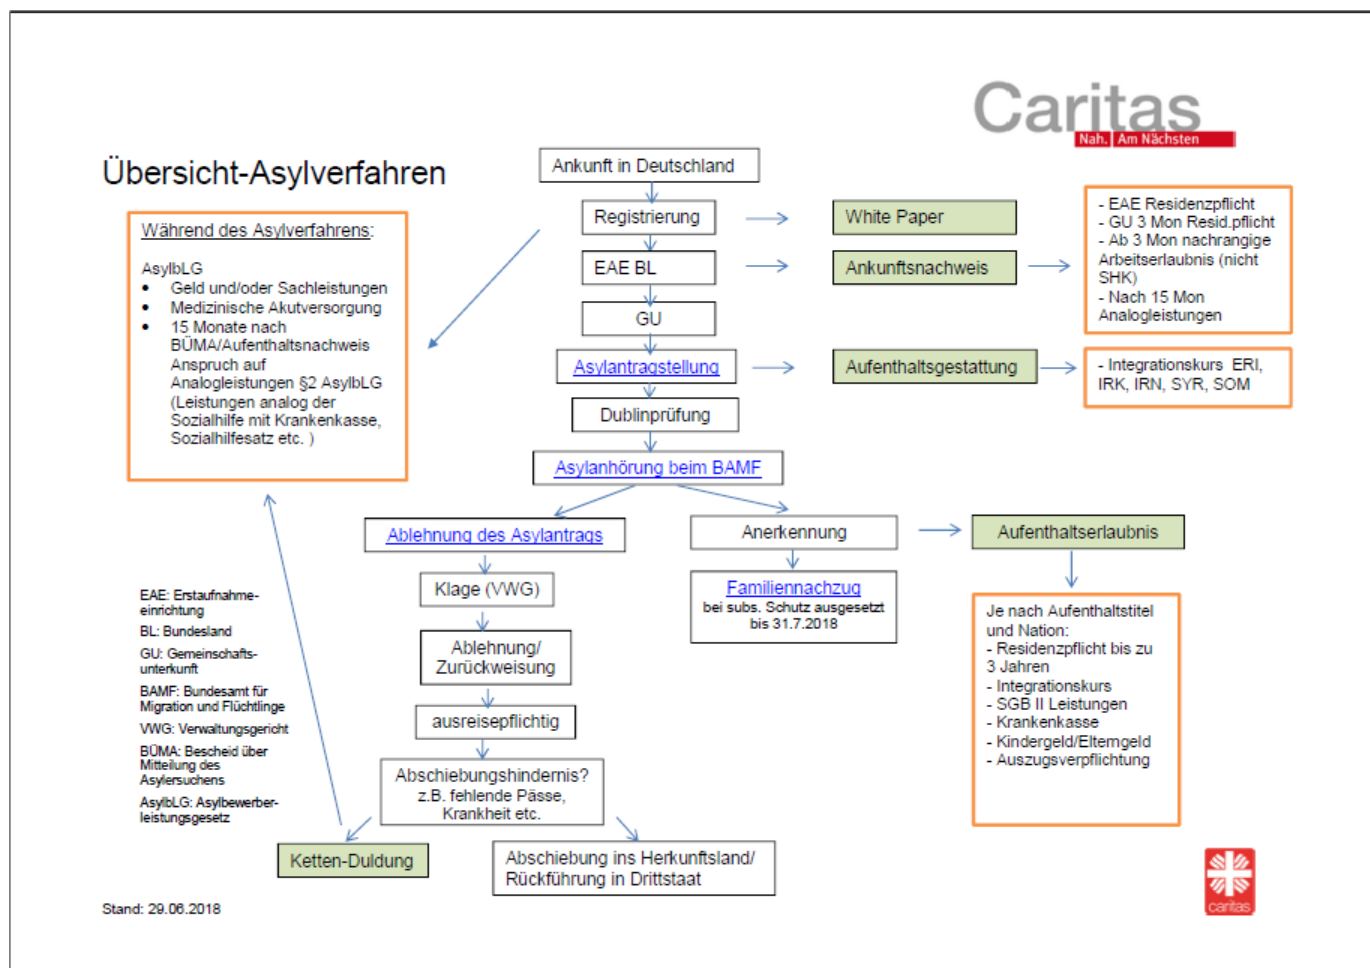 Caritas
Nah. Am Nächsten
Übersicht-Asylverfahren
Ankunft in Deutschland
Registrierung
White Paper
EAE BL
Ankunftsnachweis
GU
Asylantragstellung
Aufenthaltsgestattung
Dublinprüfung
Asylanhörung beim BAMF
Während des Asylverfahrens:
AsylbLG
• Geld und/oder Sachleistungen
• Medizinische Akutversorgung
• 15 Monate nach
BÜMA/Aufenthaltsnachweis
Anspruch auf
Analogleistungen §2 AsylbLG
(Leistungen analog der
Sozialhilfe mit Krankenkasse,
Sozialhilfesatz etc. )
- EAE Residenzpflicht
- GU 3 Mon Resid.pflicht
- Ab 3 Mon nachrangige
Arbeitserlaubnis (nicht
SHK)
- Nach 15 Mon
Analogleistungen
- Integrationskurs ERI,
IRK, IRN, SYR, SOM
Ablehnung des Asylantrags
Anerkennung
Aufenthaltserlaubnis
Klage (VWG)
Familiennachzug
bei subs. Schutz ausgesetzt
bis 31.7.2018
Ablehnung/
Zurückweisung
ausreisepflichtig
Abschiebungshindernis?
z.B. fehlende Pässe,
Krankheit etc.
Ketten-Duldung
Abschiebung ins Herkunftsland/
Rückführung in Drittstaat
Je nach Aufenthaltstitel
und Nation:
- Residenzpflicht bis zu
3 Jahren
- Integrationskurs
- SGB II Leistungen
- Krankenkasse
- Kindergeld/Elterngeld
- Auszugsverpflichtung
EAE: Erstaufnahme-
einrichtung
BL: Bundesland
GU: Gemeinschafts-
unterkunft
BAMF: Bundesamt für
Migration und Flüchtlinge
VWG: Verwaltungsgericht
BÜMA: Bescheid über
Mitteilung des
Asylersuchens
AsylbLG: Asylbewerber-
leistungsgesetz
Stand: 29.06.2018
caritas